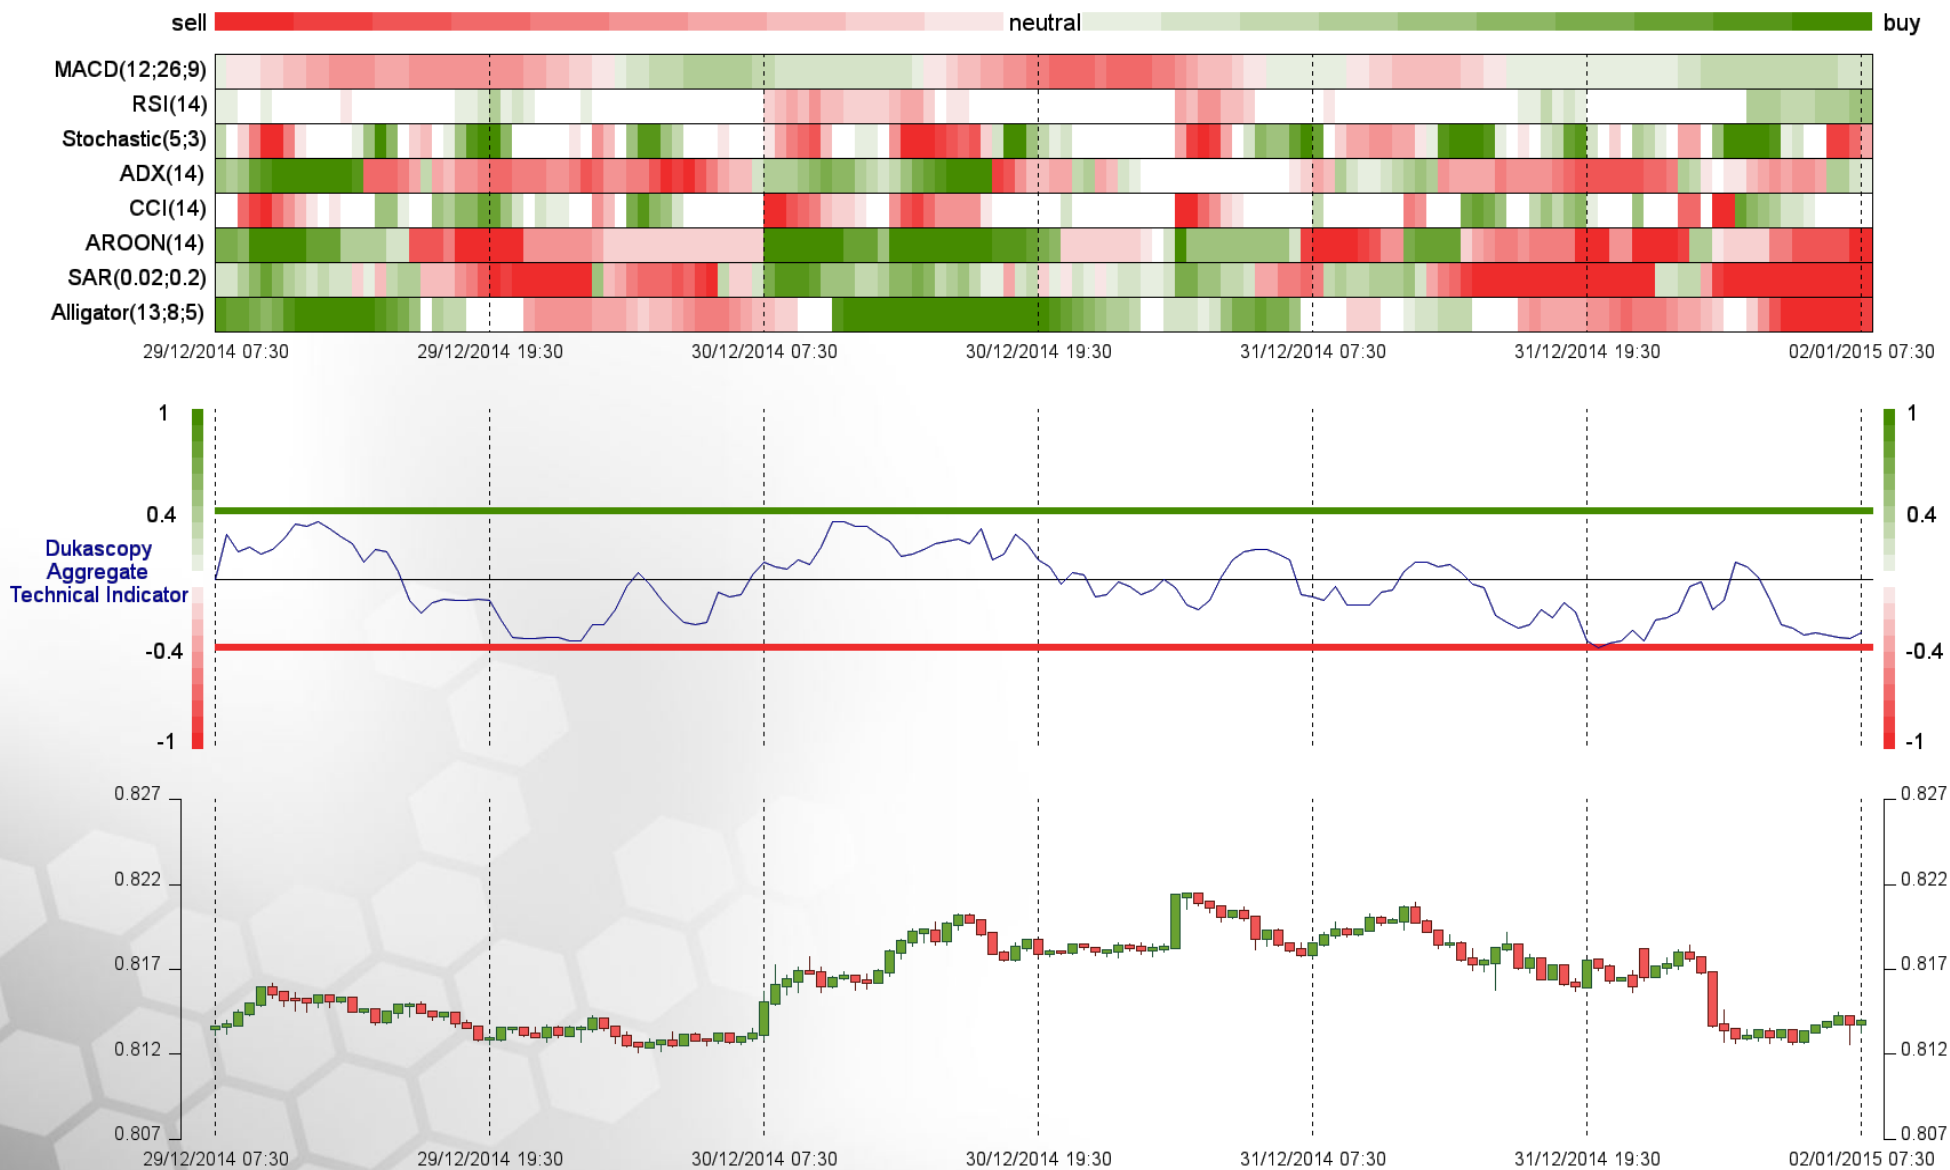 sell neutral buy
MACD(12;26;9)
RSI(14)
Stochastic(5;3)
ADX(14)
CCI(14)
AROON(14)
SAR(0.02;0.2)
Alligator(13;8;5)
29/12/2014 07:30 29/12/2014 19:30 30/12/2014 07:30 30/12/2014 19:30 31/12/2014 07:30 31/12/2014 19:30 02/01/2015 07:30
1 1
0.4 0.4
Dukascopy
Aggregate
Technical Indicator
-0.4 -0.4
-1 -1
0.827 0.827
0.822 0.822
0.817 0.817
0.812 0.812
0.807 0.807
29/12/2014 07:30 29/12/2014 19:30 30/12/2014 07:30 30/12/2014 19:30 31/12/2014 07:30 31/12/2014 19:30 02/01/2015 07:30